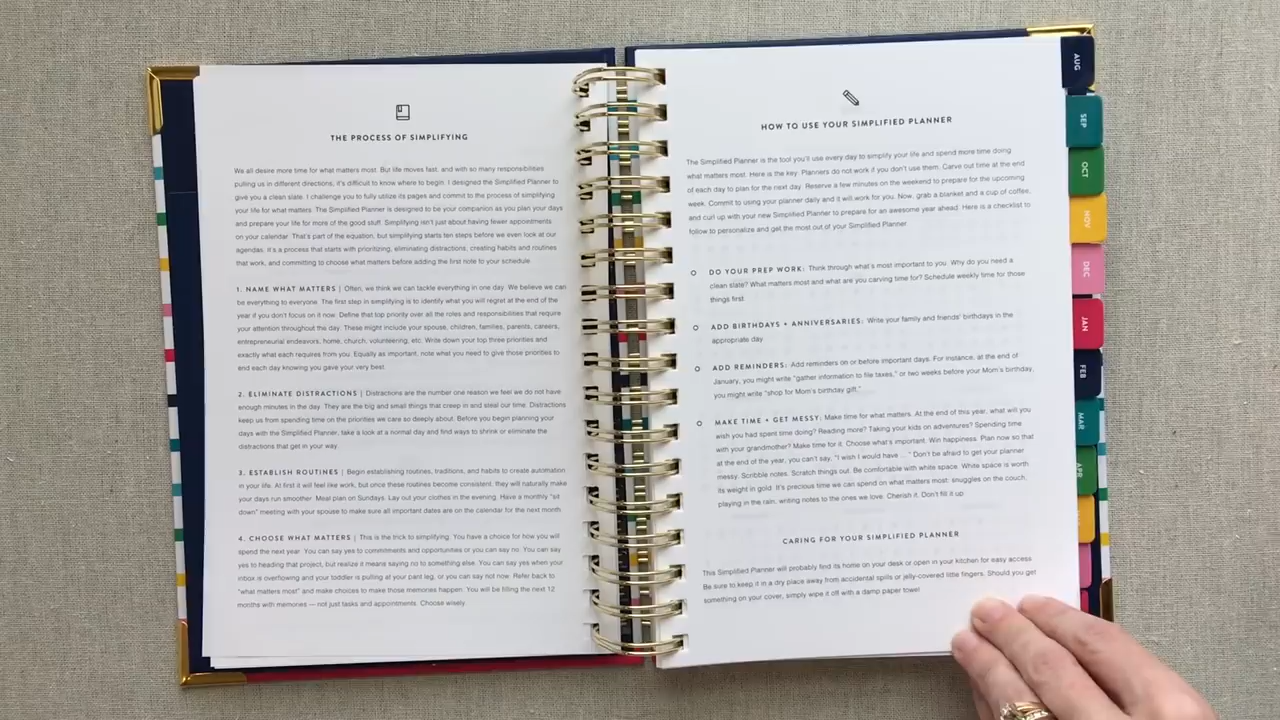 THE PROCESS OF SIMPLIFYING
We all desire more time for what matters most. But life moves fast, and with so many responsibilities
pulling us in different directions, it's difficult to know where to begin. I designed the Simplified Planner to
give you a clean slate. I challenge you to fully utilize its pages and commit to the process of simplifying
your life for what matters. The Simplified Planner is designed to be your companion as you plan your days
and prepare your life for more of the good stuff. Simplifying isn't just about having fewer appointments
on your calendar. That's part of the equation, but simplifying starts ten steps before we even look at our
agendas. It's a process that starts with prioritizing, eliminating distractions, creating habits and routines
that work, and committing to choose what matters before adding the first note to your schedule.
1. NAME WHAT MATTERS | Often, we think we can tackle everything in one day. We believe we can
be everything to everyone. The first step in simplifying is to identify what you will regret at the end of the
year if you don't focus on it now. Define that top priority over all the roles and responsibilities that require
your attention throughout the day. These might include your spouse, children, families, parents, careers,
entrepreneurial endeavors, home, church, volunteering, etc. Write down your top three priorities and
exactly what each requires from you. Equally as important, note what you need to give those priorities to
end each day knowing you gave your very best.
2. ELIMINATE DISTRACTIONS | Distractions are the number one reason we feel we do not have
enough minutes in the day. They are the big and small things that creep in and steal our time. Distractions
keep us from spending time on the priorities we care so deeply about. Before you begin planning your
days with the Simplified Planner, take a look at a normal day and find ways to shrink or eliminate the
distractions that get in your way.
3. ESTABLISH ROUTINES | Begin establishing routines, traditions, and habits to create automation
in your life. At first it will feel like work, but once these routines become consistent, they will naturally make
your days run smoother. Meal plan on Sundays. Lay out your clothes in the evening. Have a monthly "sit
down" meeting with your spouse to make sure all important dates are on the calendar for the next month.
4. CHOOSE WHAT MATTERS | This is the trick to simplifying. You have a choice for how you will
spend the next year. You can say yes to commitments and opportunities or you can say no. You can say
yes to heading that project, but realize it means saying no to something else. You can say yes when your
inbox is overflowing and your toddler is pulling at your pant leg, or you can say not now. Refer back to
"what matters most" and make choices to make those memories happen. You will be filling the next 12
months with memories — not just tasks and appointments. Choose wisely.
HOW TO USE YOUR SIMPLIFIED PLANNER
The Simplified Planner is the tool you'll use every day to simplify your life and spend more time doing
what matters most. Here is the key: Planners do not work if you don't use them. Carve out time at the end
of each day to plan for the next day. Reserve a few minutes on the weekend to prepare for the upcoming
week. Commit to using your planner daily and it will work for you. Now, grab a blanket and a cup of coffee,
and curl up with your new Simplified Planner to prepare for an awesome year ahead. Here is a checklist to
follow to personalize and get the most out of your Simplified Planner.
DO YOUR PREP WORK: Think through what's most important to you. Why do you need a
clean slate? What matters most and what are you carving time for? Schedule weekly time for those
things first.
ADD BIRTHDAYS + ANNIVERSARIES: Write your family and friends' birthdays in the
appropriate day.
ADD REMINDERS: Add reminders on or before important days. For instance, at the end of
January, you might write "gather information to file taxes," or two weeks before your Mom's birthday,
you might write "shop for Mom's birthday gift."
MAKE TIME + GET MESSY: Make time for what matters. At the end of this year, what will you
wish you had spent time doing? Reading more? Taking your kids on adventures? Spending time
with your grandmother? Make time for it. Choose what's important. Win happiness. Plan now so that
at the end of the year, you can't say, "I wish I would have ... " Don't be afraid to get your planner
messy. Scribble notes. Scratch things out. Be comfortable with white space. White space is worth
its weight in gold. It's precious time we can spend on what matters most: snuggles on the couch,
playing in the rain, writing notes to the ones we love. Cherish it. Don't fill it up.
CARING FOR YOUR SIMPLIFIED PLANNER
This Simplified Planner will probably find its home on your desk or open in your kitchen for easy access.
Be sure to keep it in a dry place away from accidental spills or jelly-covered little fingers. Should you get
something on your cover, simply wipe it off with a damp paper towel.
AUG
SEP
OCT
NOV
DEC
JAN
FEB
MAR
APR